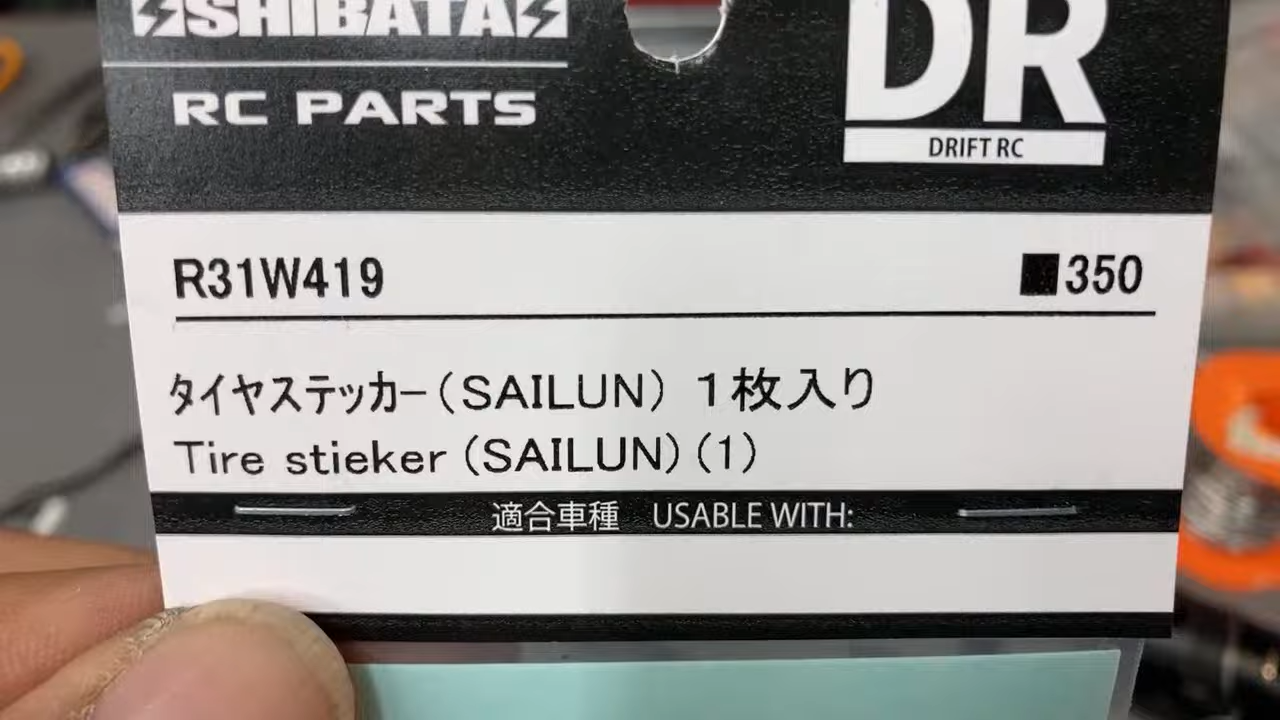 SHIBATA
RC PARTS
DR
DRIFT RC
R31W419
■350
タイヤステッカー(SAILUN) 1枚入り
Tire stieker (SAILUN)(1)
適合車種 USABLE WITH: